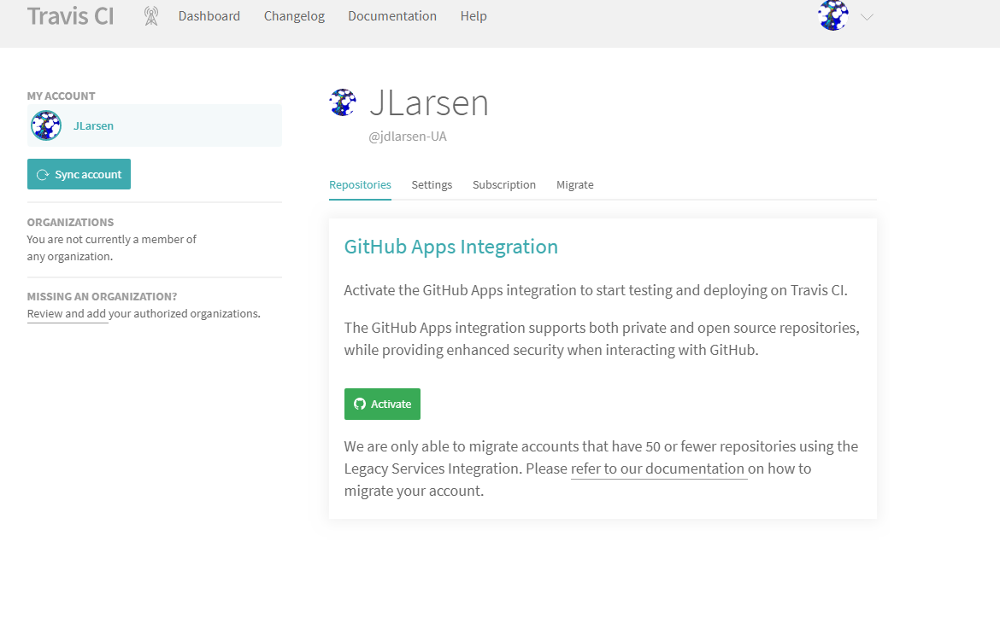 Travis CI
Dashboard
Changelog
Documentation
Help
MY ACCOUNT
JLarsen
Sync account
ORGANIZATIONS
You are not currently a member of
any organization.
MISSING AN ORGANIZATION?
Review and add your authorized organizations.
JLarsen
@jdlarsen-UA
Repositories
Settings
Subscription
Migrate
GitHub Apps Integration
Activate the GitHub Apps integration to start testing and deploying on Travis CI.
The GitHub Apps integration supports both private and open source repositories,
while providing enhanced security when interacting with GitHub.
Activate
We are only able to migrate accounts that have 50 or fewer repositories using the
Legacy Services Integration. Please refer to our documentation on how to
migrate your account.